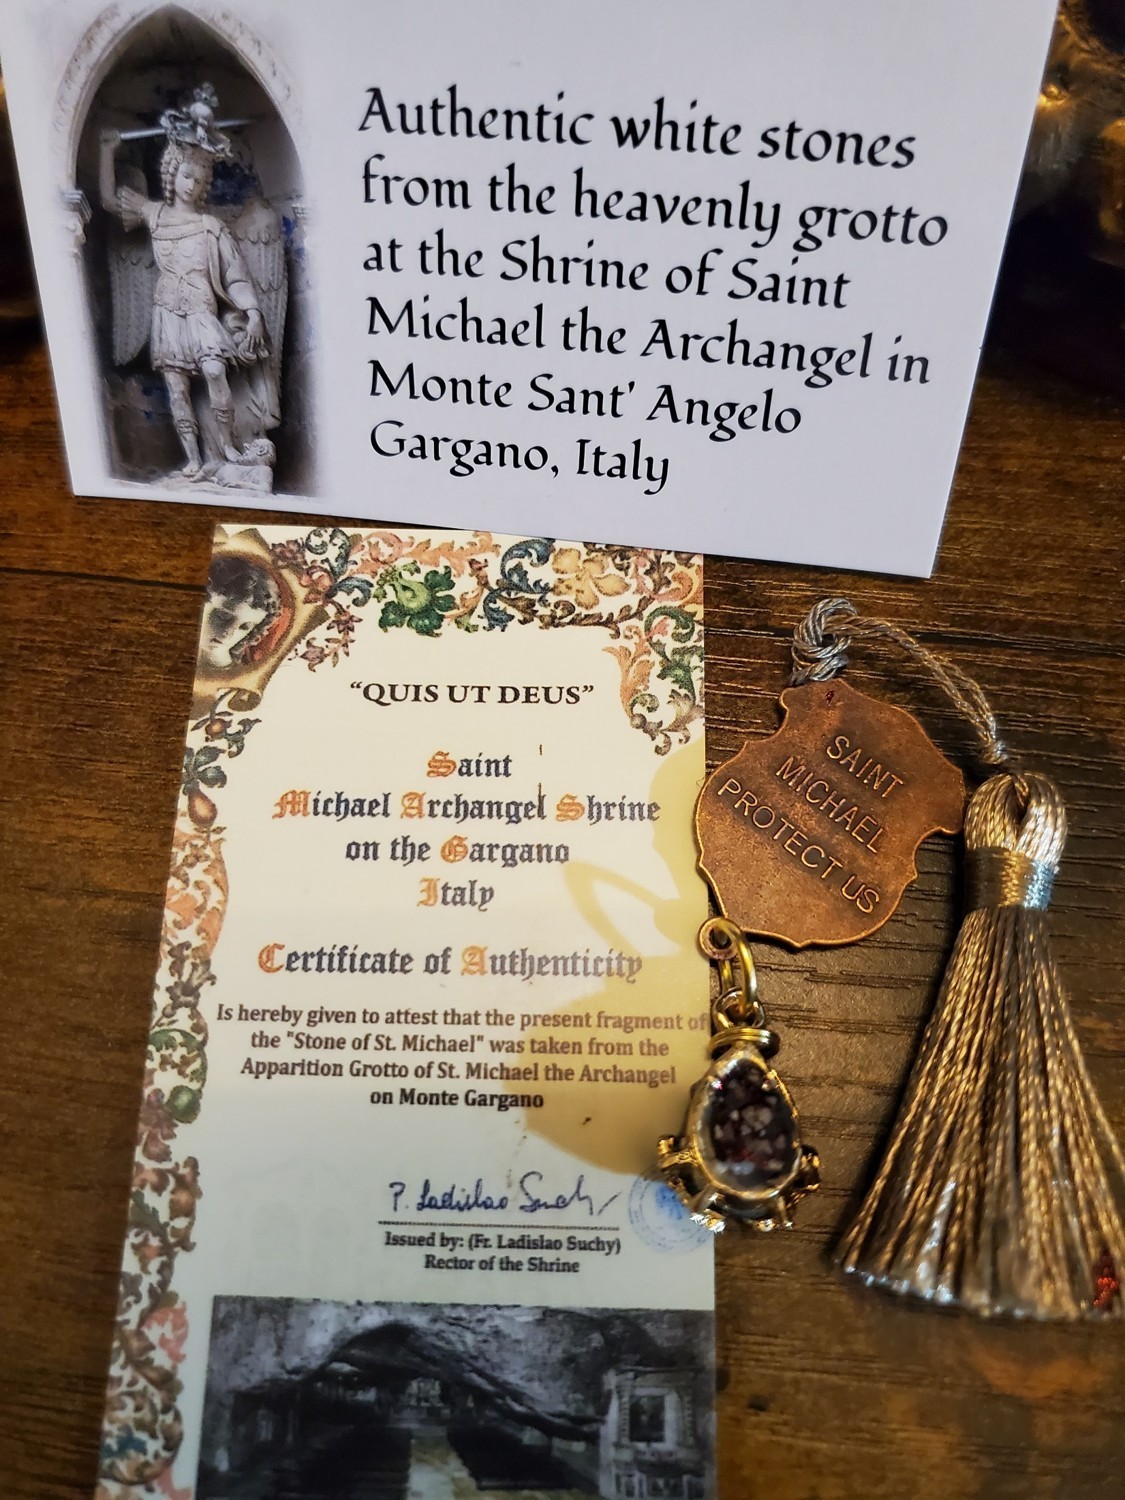 Authentic white stones
from the heavenly grotto
at the Shrine of Saint
Michael the Archangel in
Monte Sant' Angelo
Gargano, Italy
“QUIS UT DEUS”
Saint
Michael Archangel Shrine
on the Gargano
Italy
Certificate of Authenticity
Is hereby given to attest that the present fragment of
the "Stone of St. Michael" was taken from the
Apparition Grotto of St. Michael the Archangel
on Monte Gargano
P. Ladislao Suchy
Issued by: (Fr. Ladislao Suchy)
Rector of the Shrine
SAINT
MICHAEL
PROTECT US